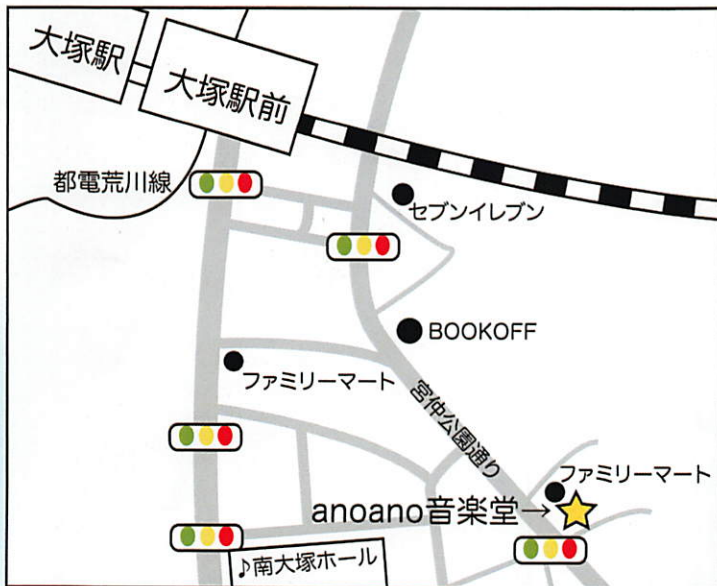 大塚駅
大塚駅前
都電荒川線
セブンイレブン
BOOKOFF
ファミリーマート
宮仲公園通り
ファミリーマート
anoano音楽堂→
♪南大塚ホール